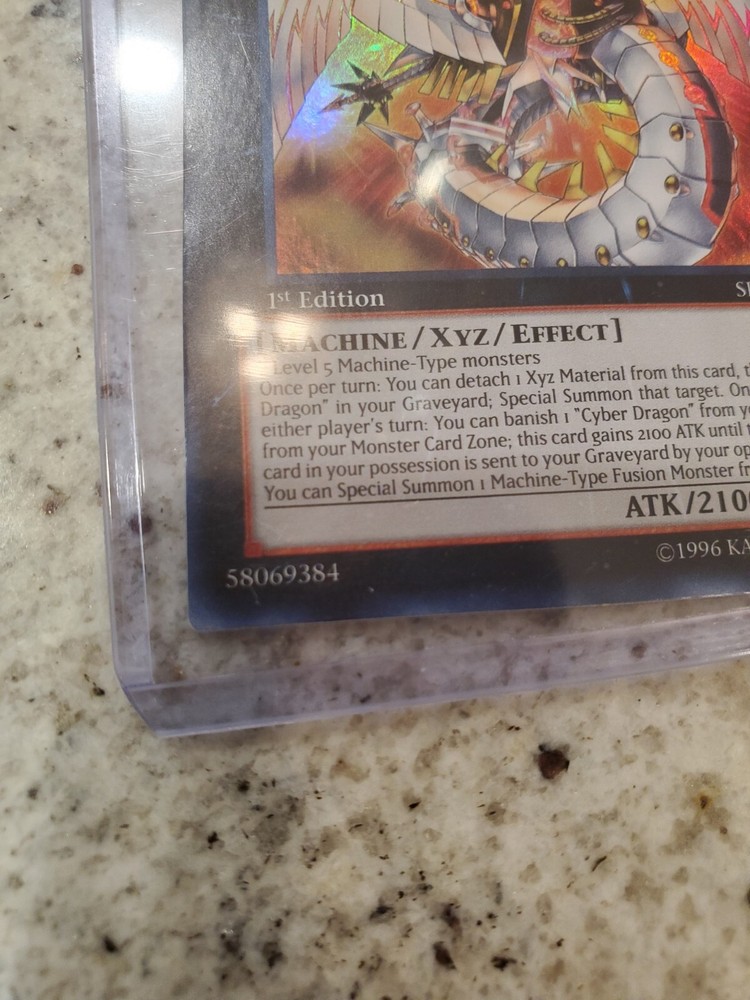 1st Edition
[MACHINE/XYZ/EFFECT]
Level 5 Machine-Type monsters
Once per turn: You can detach 1 Xyz Material from this card,
Dragon" in your Graveyard; Special Summon that target. On
either player's turn: You can banish 1 "Cyber Dragon" from
from your Monster Card Zone; this card gains 2100 ATK until
card in your possession is sent to your Graveyard by your
You can Special Summon 1 Machine-Type Fusion Monster
ATK/210
©1996 KA
58069384